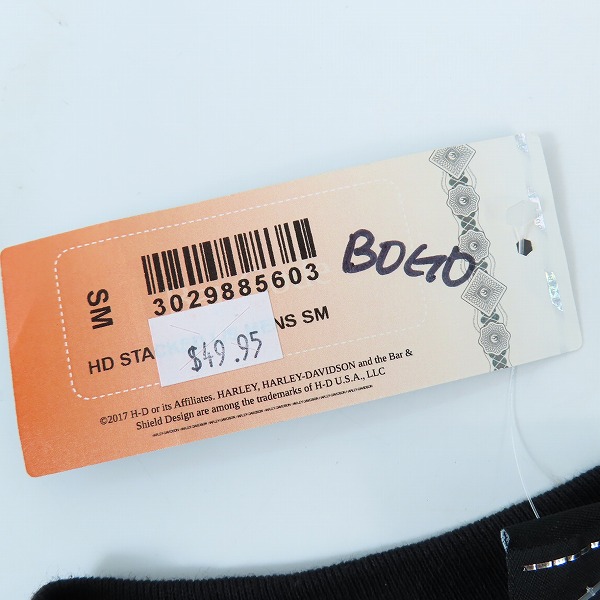 SM
3029885603
BOGO
HD STA NS SM
$49.95
©2017 H-D or its Affiliates. HARLEY, HARLEY-DAVIDSON and the Bar &
Shield Design are among the trademarks of H-D U.S.A., LLC